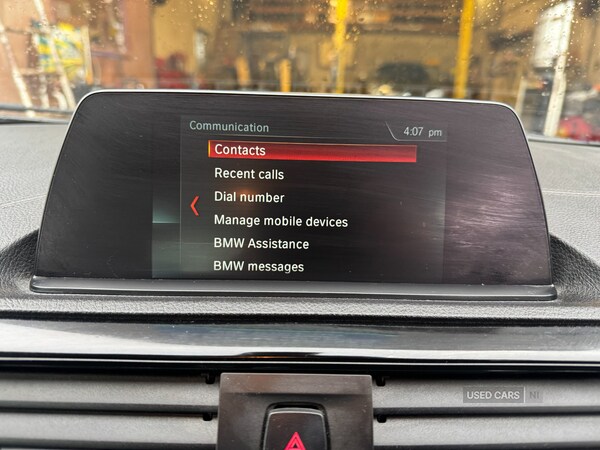 Communication
4:07 pm
Contacts
Recent calls
Dial number
Manage mobile devices
BMW Assistance
BMW messages
USED CARS NI